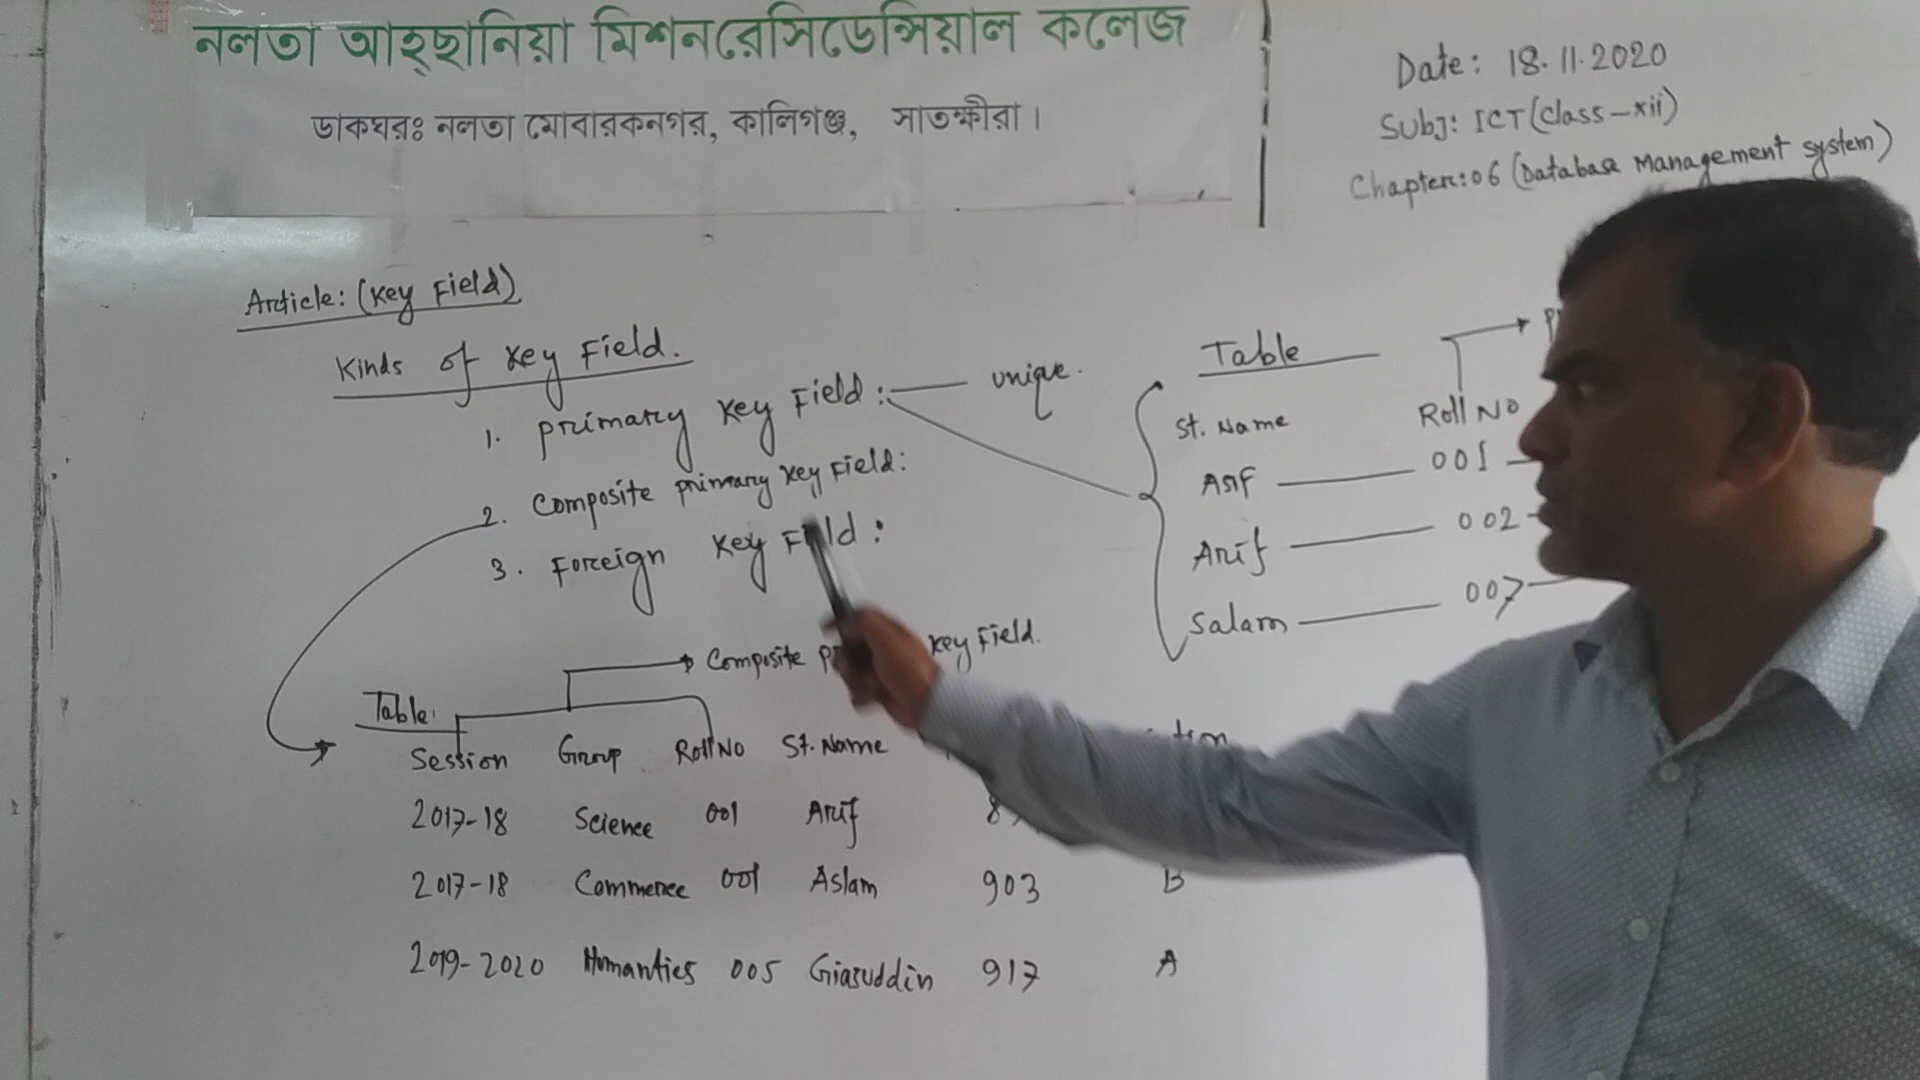 নলতা আহ্ছানিয়া মিশনরেসিডেন্সিয়াল কলেজ
ডাকঘরঃ নলতা মোবারকনগর, কালিগঞ্জ, সাতক্ষীরা।
Date: 18.11.2020
Subj: ICT (Class-xii)
Chapter: 06 (Database Management system)
Article: (Key Field)
Kinds of Key Field.
1. primary Key Field: unique.
2. Composite primary Key Field:
3. Foreign Key Field:
Table
St. Name Roll No
Asif 001
Arif 002
Salam 007
Composite Key Field.
Table:
Session Group Roll No St. Name
2017-18 Science 001 Arif
2017-18 Commerce 001 Aslam 903 B
2019-2020 Humanties 005 Giasuddin 917 A